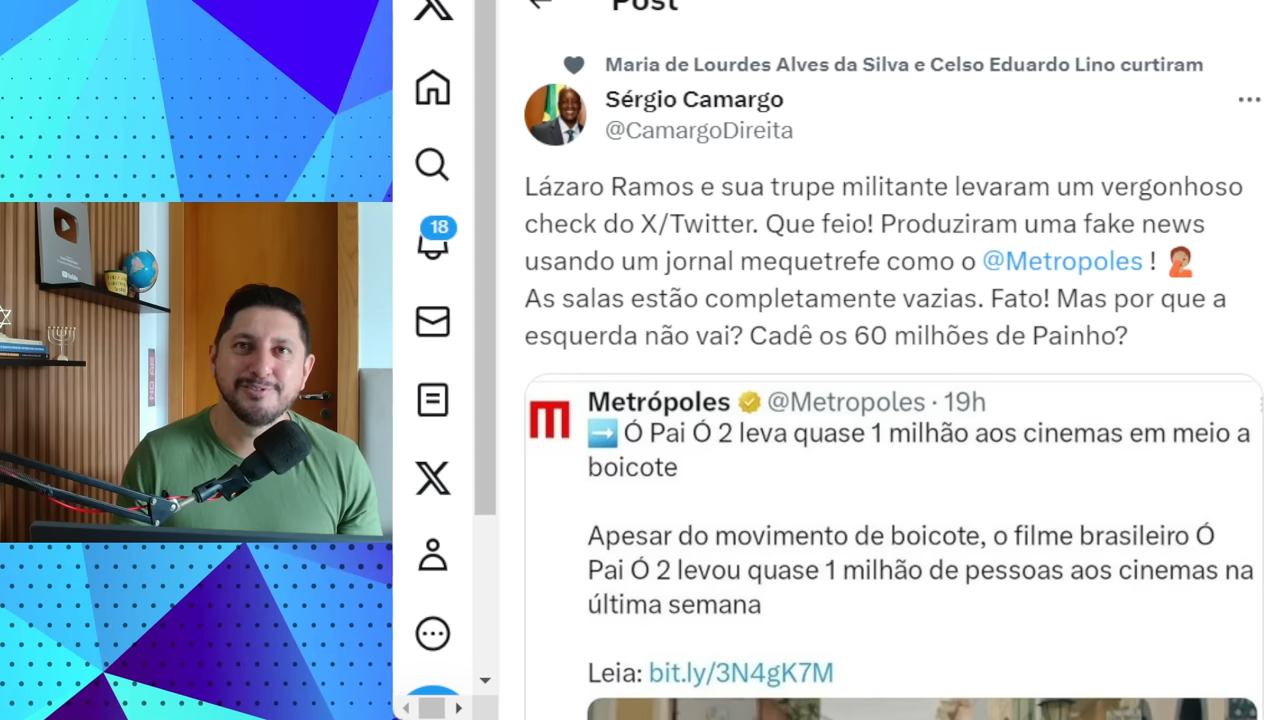 Post
Maria de Lourdes Alves da Silva e Celso Eduardo Lino curtiram
Sérgio Camargo
@CamargoDireita
Lázaro Ramos e sua trupe militante levaram um vergonhoso
check do X/Twitter. Que feio! Produziram uma fake news
usando um jornal mequetrefe como o @Metropoles !
As salas estão completamente vazias. Fato! Mas por que a
esquerda não vai? Cadê os 60 milhões de Painho?
Metrópoles @Metropoles · 19h
Ó Pai Ó 2 leva quase 1 milhão aos cinemas em meio a
boicote
Apesar do movimento de boicote, o filme brasileiro Ó
Pai Ó 2 levou quase 1 milhão de pessoas aos cinemas na
última semana
Leia: bit.ly/3N4gK7M
18